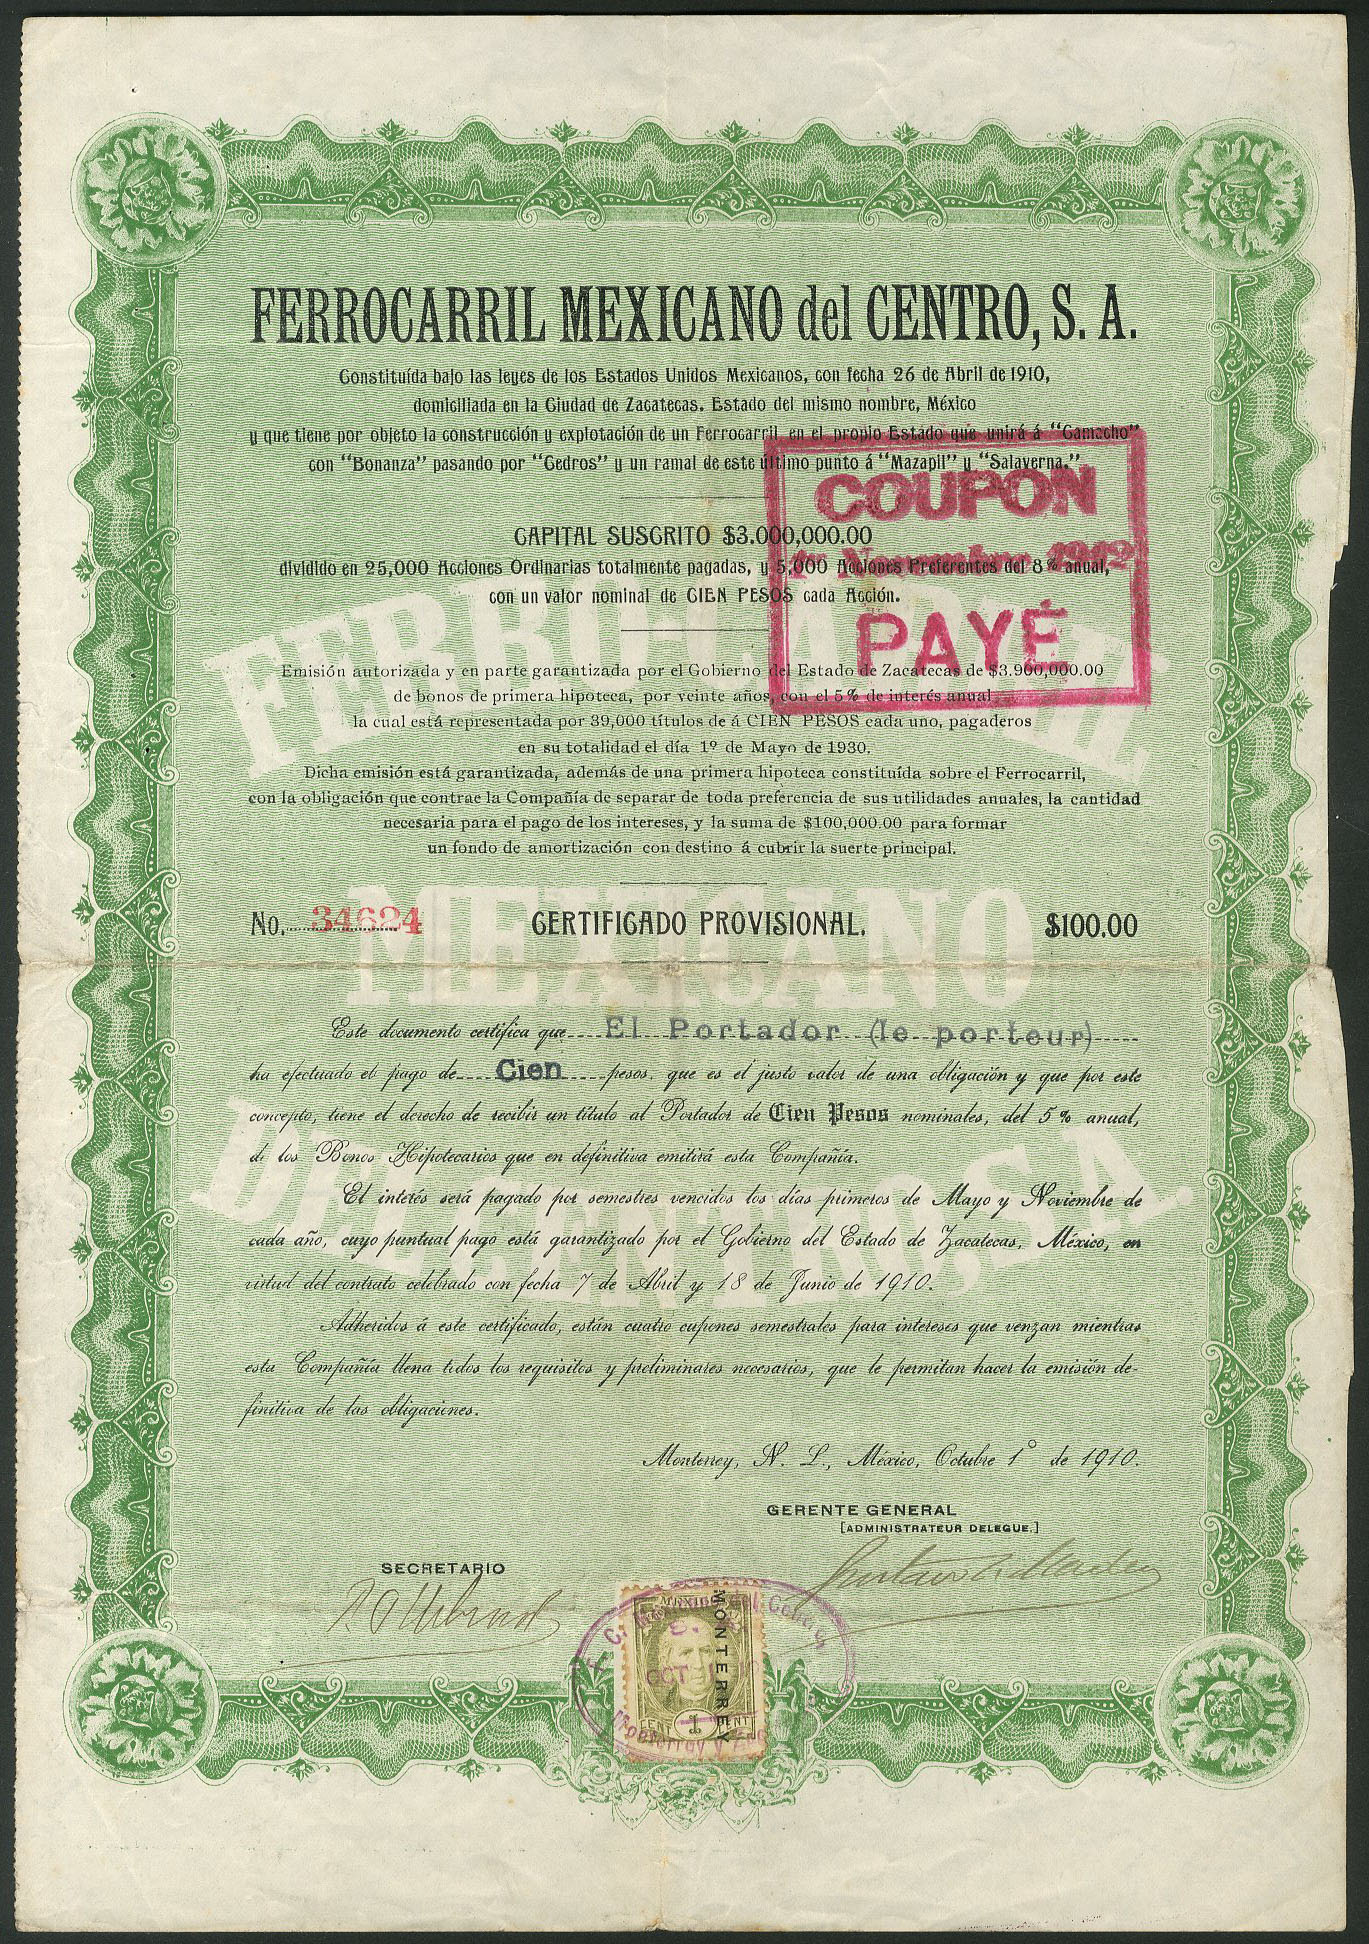 FERROCARRIL MEXICANO del CENTRO, S. A.
Constituída bajo las leyes de los Estados Unidos Mexicanos, con fecha 26 de Abril de 1910,
domiciliada en la Ciudad de Zacatecas. Estado del mismo nombre, México
y que tiene por objeto la construcción y explotación de un Ferrocarril en el propio Estado que unirá á "Camacho"
con "Bonanza" pasando por "Cedros" y un ramal de este último punto á "Mazapil" y "Salaverna."
COUPON
1r Novembre 1912
PAYÉ
CAPITAL SUSCRITO $3.000,000.00
dividido en 25,000 Acciones Ordinarias totalmente pagadas, y 5,000 Acciones Preferentes del 8% anual,
con un valor nominal de CIEN PESOS cada Acción.
FERROCARRIL
Emisión autorizada y en parte garantizada por el Gobierno del Estado de Zacatecas de $3.900,000.00
de bonos de primera hipoteca, por veinte años, con el 5% de interés anual,
la cual está representada por 39,000 títulos de á CIEN PESOS cada uno, pagaderos
en su totalidad el día 1º de Mayo de 1930.
Dicha emisión está garantizada, además de una primera hipoteca constituída sobre el Ferrocarril,
con la obligación que contrae la Compañía de separar de toda preferencia de sus utilidades anuales, la cantidad
necesaria para el pago de los intereses, y la suma de $100,000.00 para formar
un fondo de amortización con destino á cubrir la suerte principal.
No. 34624 CERTIFICADO PROVISIONAL. $100.00
MEXICANO
Este documento certifica que El Portador (le porteur)
ha efectuado el pago de Cien pesos, que es el justo valor de una obligación y que por este
concepto, tiene el derecho de recibir un título al Portador de Cien Pesos nominales, del 5% anual,
de los Bonos Hipotecarios que en definitiva emitirá esta Compañía.
DEL CENTRO, S.A.
El interés será pagado por semestres vencidos los días primeros de Mayo y Noviembre de
cada año, cuyo puntual pago está garantizado por el Gobierno del Estado de Zacatecas, México, en
virtud del contrato celebrado con fecha 7 de Abril y 18 de Junio de 1910.
Adheridos á este certificado, están cuatro cupones semestrales para intereses que venzan mientras
esta Compañía llena todos los requisitos y preliminares necesarios, que le permitan hacer la emisión de-
finitiva de las obligaciones.
Monterrey, N. L., México, Octubre 1º de 1910.
GERENTE GENERAL
[ADMINISTRATEUR DELEGUE.]
SECRETARIO
MEXICO
MONTERREY
OCT 1
CENT 1 CENT